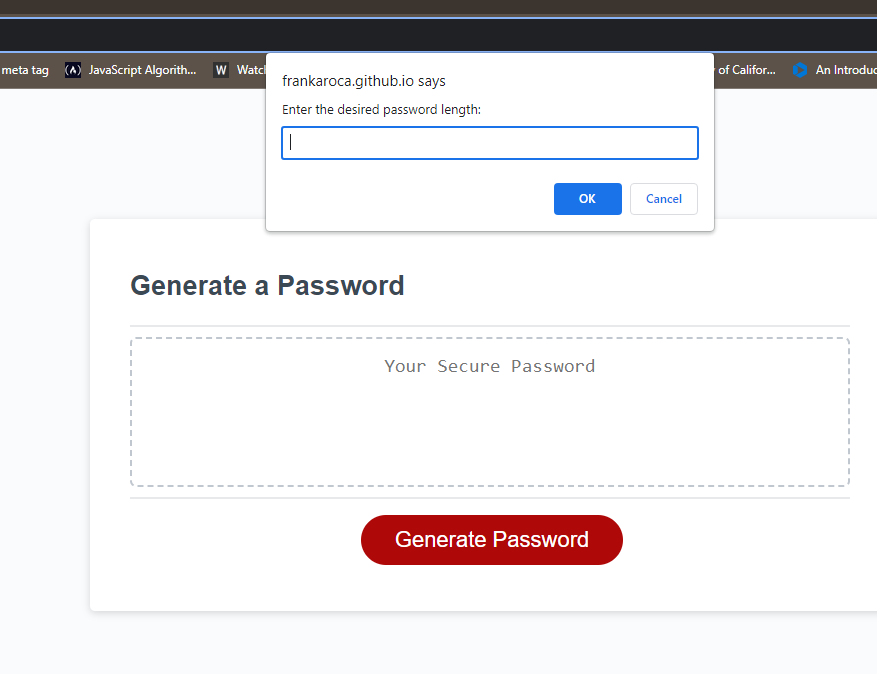 meta tag
(A) JavaScript Algorith...
W Watch
frankaroca.github.io says
Enter the desired password length:
OK
Cancel
of Califor...
An Introduc
Generate a Password
Your Secure Password
Generate Password